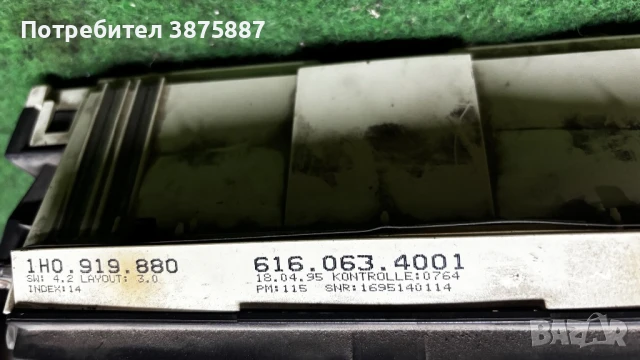 Потребител 3875887
1H0.919.880
616.063.4001
SW: 4.2 LAYOUT: 3.0
18.04.95 KONTROLLE:0764
INDEX:14
PM:115 SNR:1695140114
BAZAR